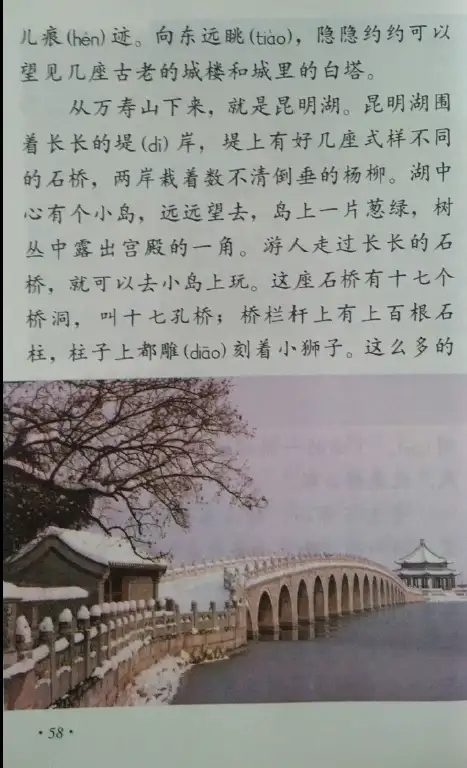 儿痕(hén)迹。向东远眺(tiào)，隐隐约约可以
望见几座古老的城楼和城里的白塔。
从万寿山下来，就是昆明湖。昆明湖围
着长长的堤(dī)岸，堤上有好几座式样不同
的石桥，两岸栽着数不清倒垂的杨柳。湖中
心有个小岛，远远望去，岛上一片葱绿，树
丛中露出宫殿的一角。游人走过长长的石
桥，就可以去小岛上玩。这座石桥有十七个
桥洞，叫十七孔桥；桥栏杆上有上百根石
柱，柱子上都雕(diāo)刻着小狮子。这么多的
·58·